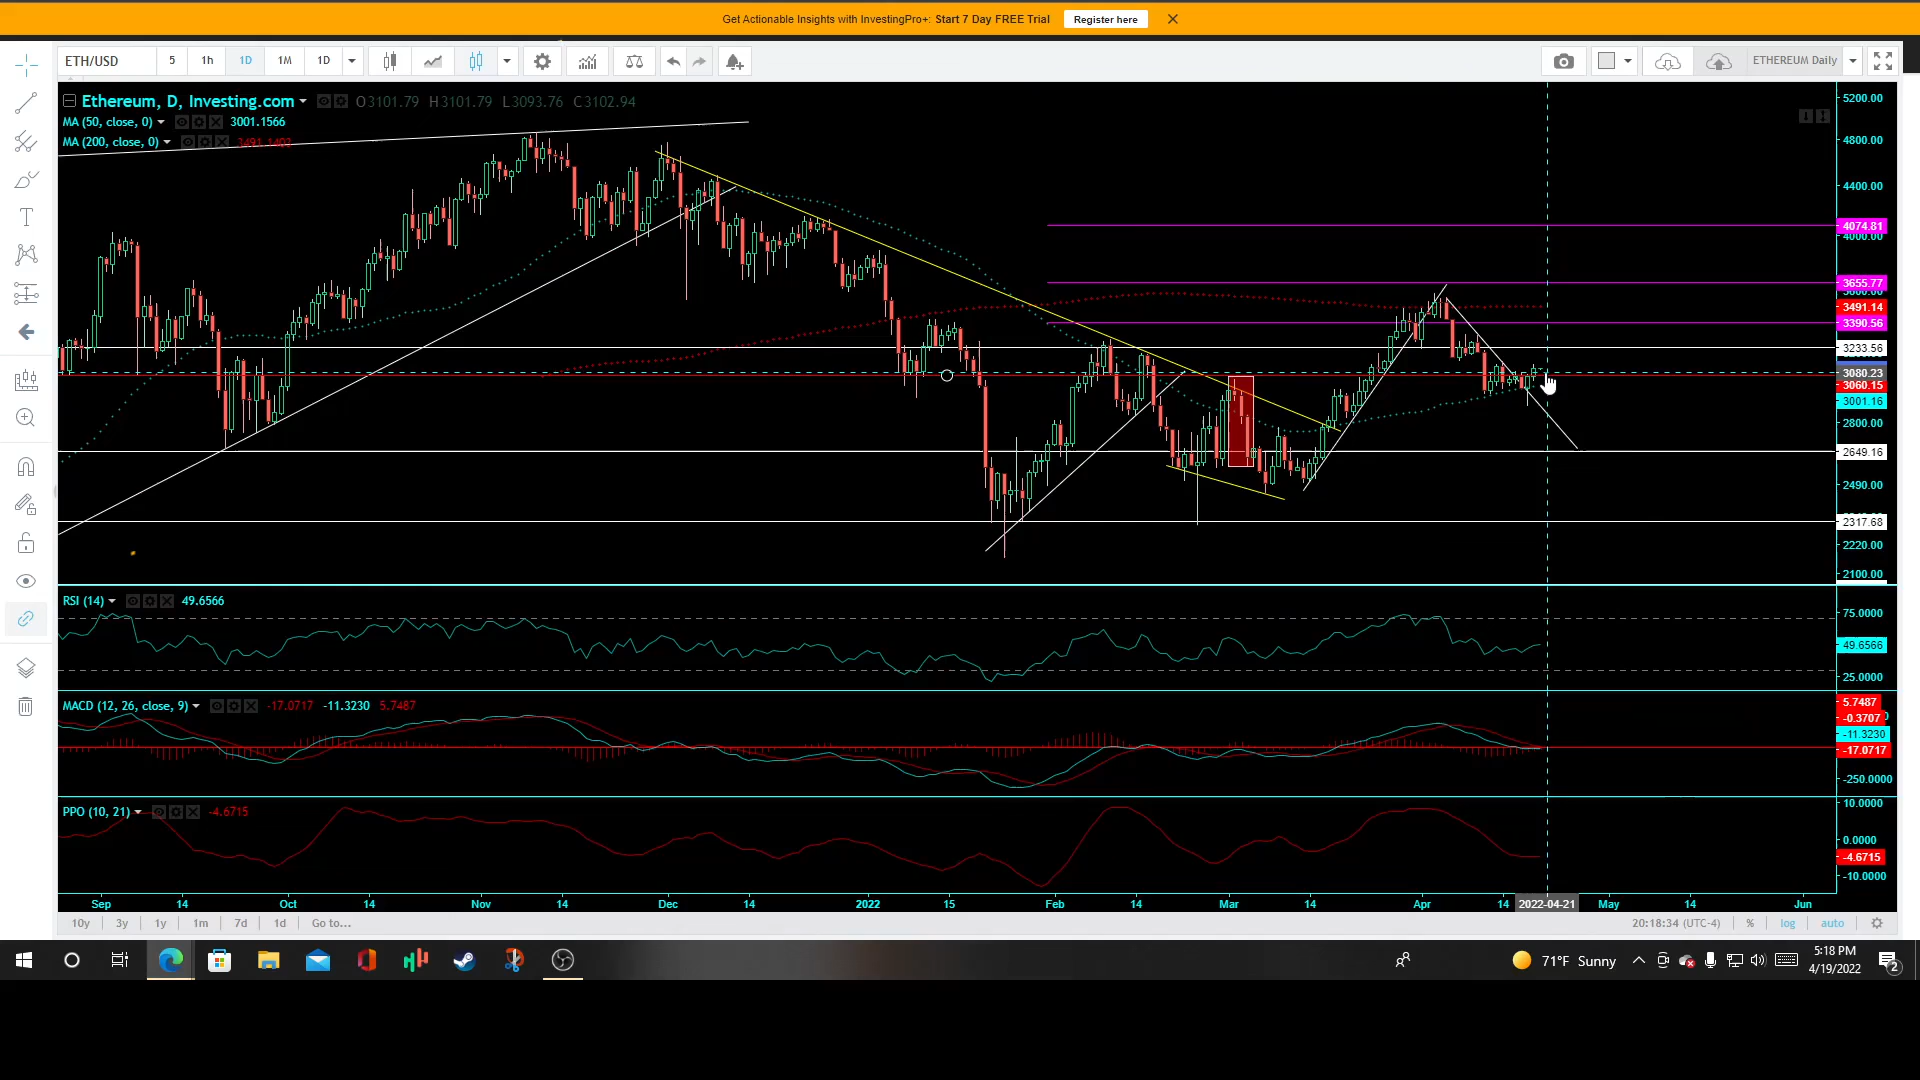 Get Actionable Insights with InvestingPro+: Start 7 Day FREE Trial Register here
ETH/USD 5 1h 1D 1M 1D ETHEREUM Daily
Ethereum, D, Investing.com O3101.79 H3101.79 L3093.76 C3102.94
MA (50, close, 0) 3001.1566
MA (200, close, 0) 3491.1402
5200.00
4800.00
4400.00
4074.81
4000.00
3655.77
3491.14
3390.56
3233.56
3080.23
3060.15
3001.16
2800.00
2649.16
2490.00
2317.68
2220.00
2100.00
RSI (14) 49.6566
75.0000
49.6566
25.0000
MACD (12, 26, close, 9) -17.0717 -11.3230 5.7487
5.7487
-0.3707
-11.3230
-17.0717
-250.0000
PPO (10, 21) -4.6715
10.0000
0.0000
-4.6715
-10.0000
Sep 14 Oct 14 Nov 14 Dec 14 2022 15 Feb 14 Mar 14 Apr 14 2022-04-21 May 14 Jun
10y 3y 1y 1m 7d 1d Go to... 20:18:34 (UTC-4) % log auto
71°F Sunny
5:18 PM
4/19/2022
2